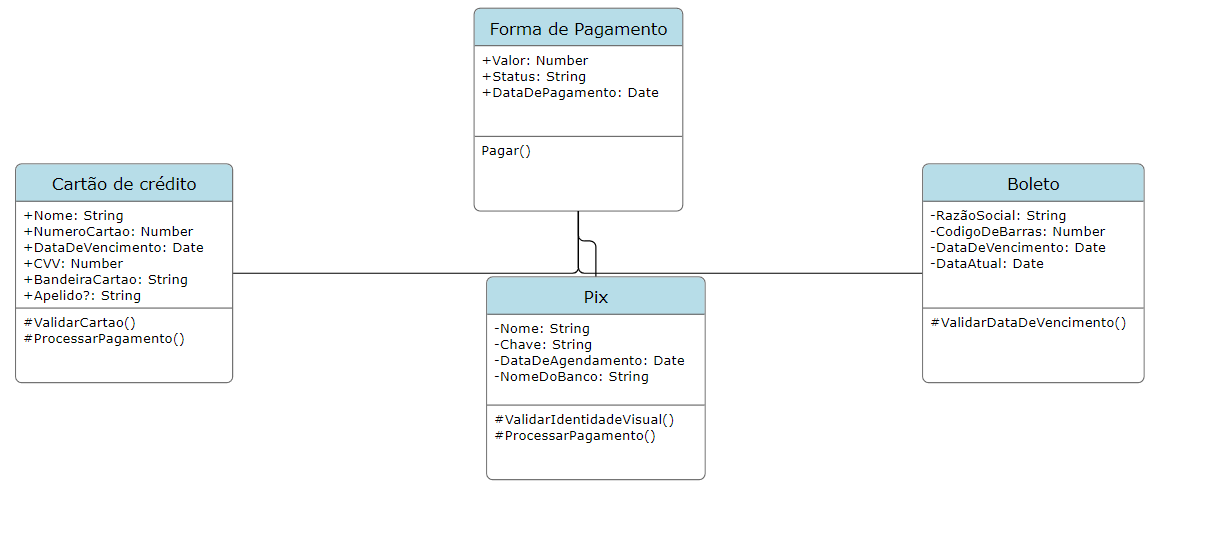 Forma de Pagamento
+Valor: Number
+Status: String
+DataDePagamento: Date
Pagar()
Cartão de crédito
+Nome: String
+NumeroCartao: Number
+DataDeVencimento: Date
+CVV: Number
+BandeiraCartao: String
+Apelido?: String
#ValidarCartao()
#ProcessarPagamento()
Pix
-Nome: String
-Chave: String
-DataDeAgendamento: Date
-NomeDoBanco: String
#ValidarIdentidadeVisual()
#ProcessarPagamento()
Boleto
-RazãoSocial: String
-CodigoDeBarras: Number
-DataDeVencimento: Date
-DataAtual: Date
#ValidarDataDeVencimento()